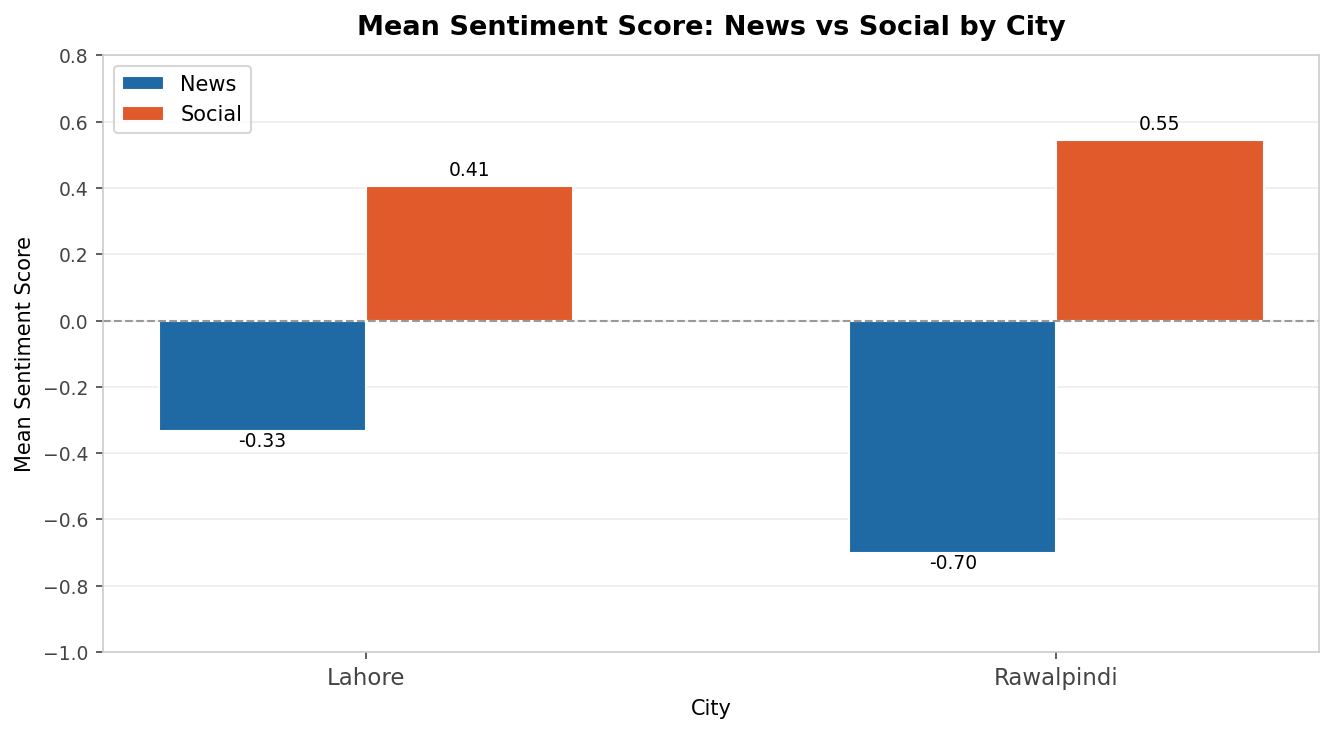 Mean Sentiment Score: News vs Social by City
0.8
0.6
0.4
0.2
0.0
−0.2
−0.4
−0.6
−0.8
−1.0
Mean Sentiment Score
News
Social
0.41
0.55
-0.33
-0.70
Lahore
Rawalpindi
City